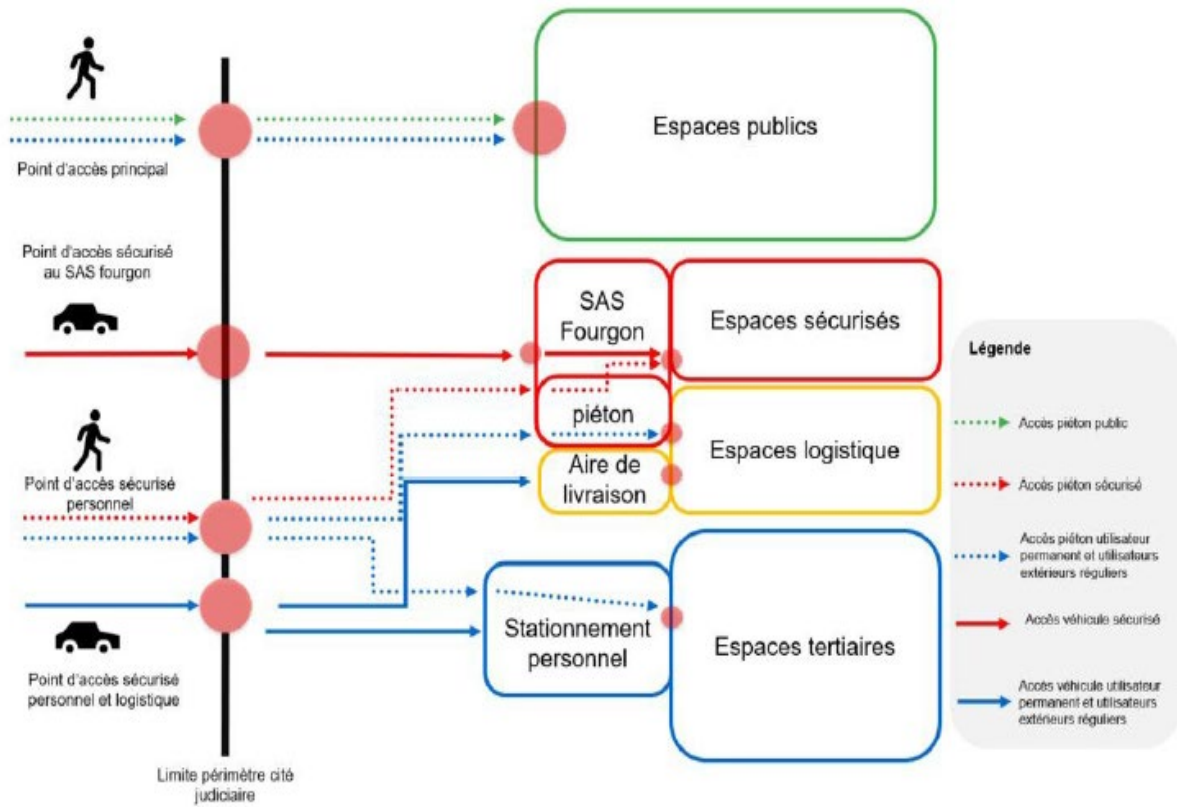 Espaces publics
Point d'accès principal
Point d'accès sécurisé
au SAS fourgon
SAS
Fourgon
Espaces sécurisés
piéton
Espaces logistique
Aire de
livraison
Point d'accès sécurisé
personnel
Stationnement
personnel
Espaces tertiaires
Point d'accès sécurisé
personnel et logistique
Limite périmètre cité
judiciaire
Légende
Accès piéton public
Accès piéton sécurisé
Accès piéton utilisateur
permanent et utilisateurs
extérieurs réguliers
Accès véhicule sécurisé
Accès véhicule utilisateur
permanent et utilisateurs
extérieurs réguliers